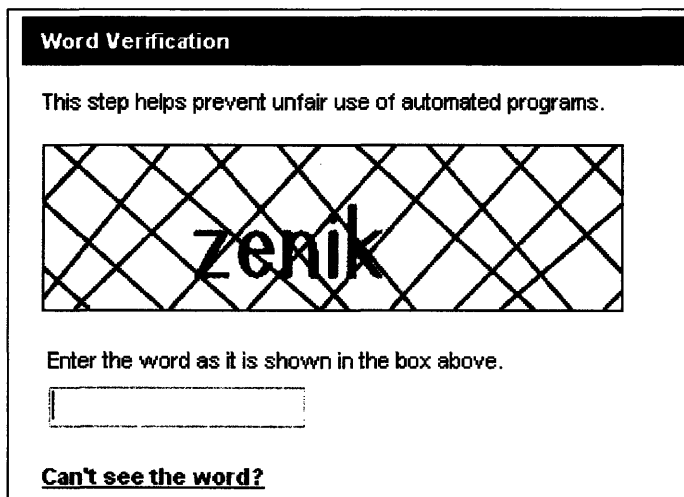 Word Verification
This step helps prevent unfair use of automated programs.
zenik
Enter the word as it is shown in the box above.
Can't see the word?